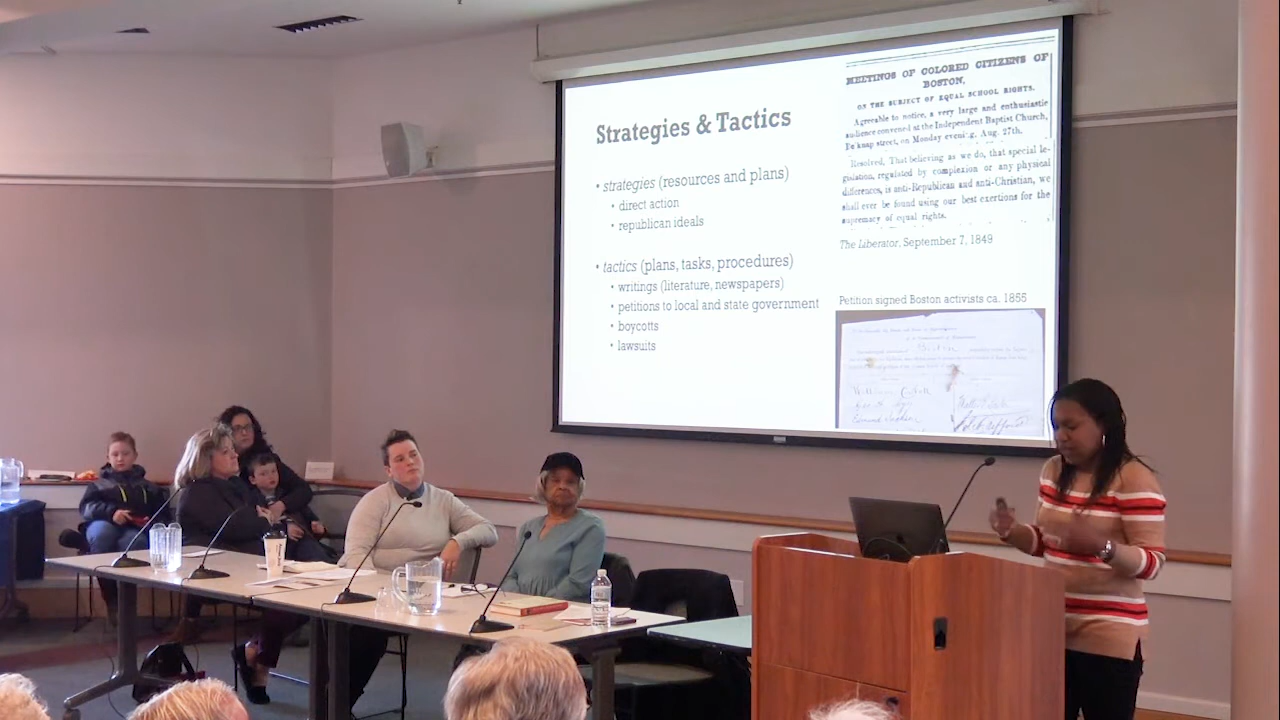 Strategies & Tactics
• strategies (resources and plans)
• direct action
• republican ideals
• tactics (plans, tasks, procedures)
• writings (literature, newspapers)
• petitions to local and state government
• boycotts
• lawsuits
MEETINGS OF COLORED CITIZENS OF
BOSTON,
ON THE SUBJECT OF EQUAL SCHOOL RIGHTS.
Agreeable to notice, a very large and enthusiastic
audience convened at the Independent Baptist Church,
Belknap street, on Monday evening, Aug. 27th.
Resolved, That believing as we do, that special le-
gislation, regulated by complexion or any physical
differences, is anti-Republican and anti-Christian, we
shall ever be found using our best exertions for the
supremacy of equal rights.
The Liberator, September 7, 1849
Petition signed Boston activists ca. 1855
Boston